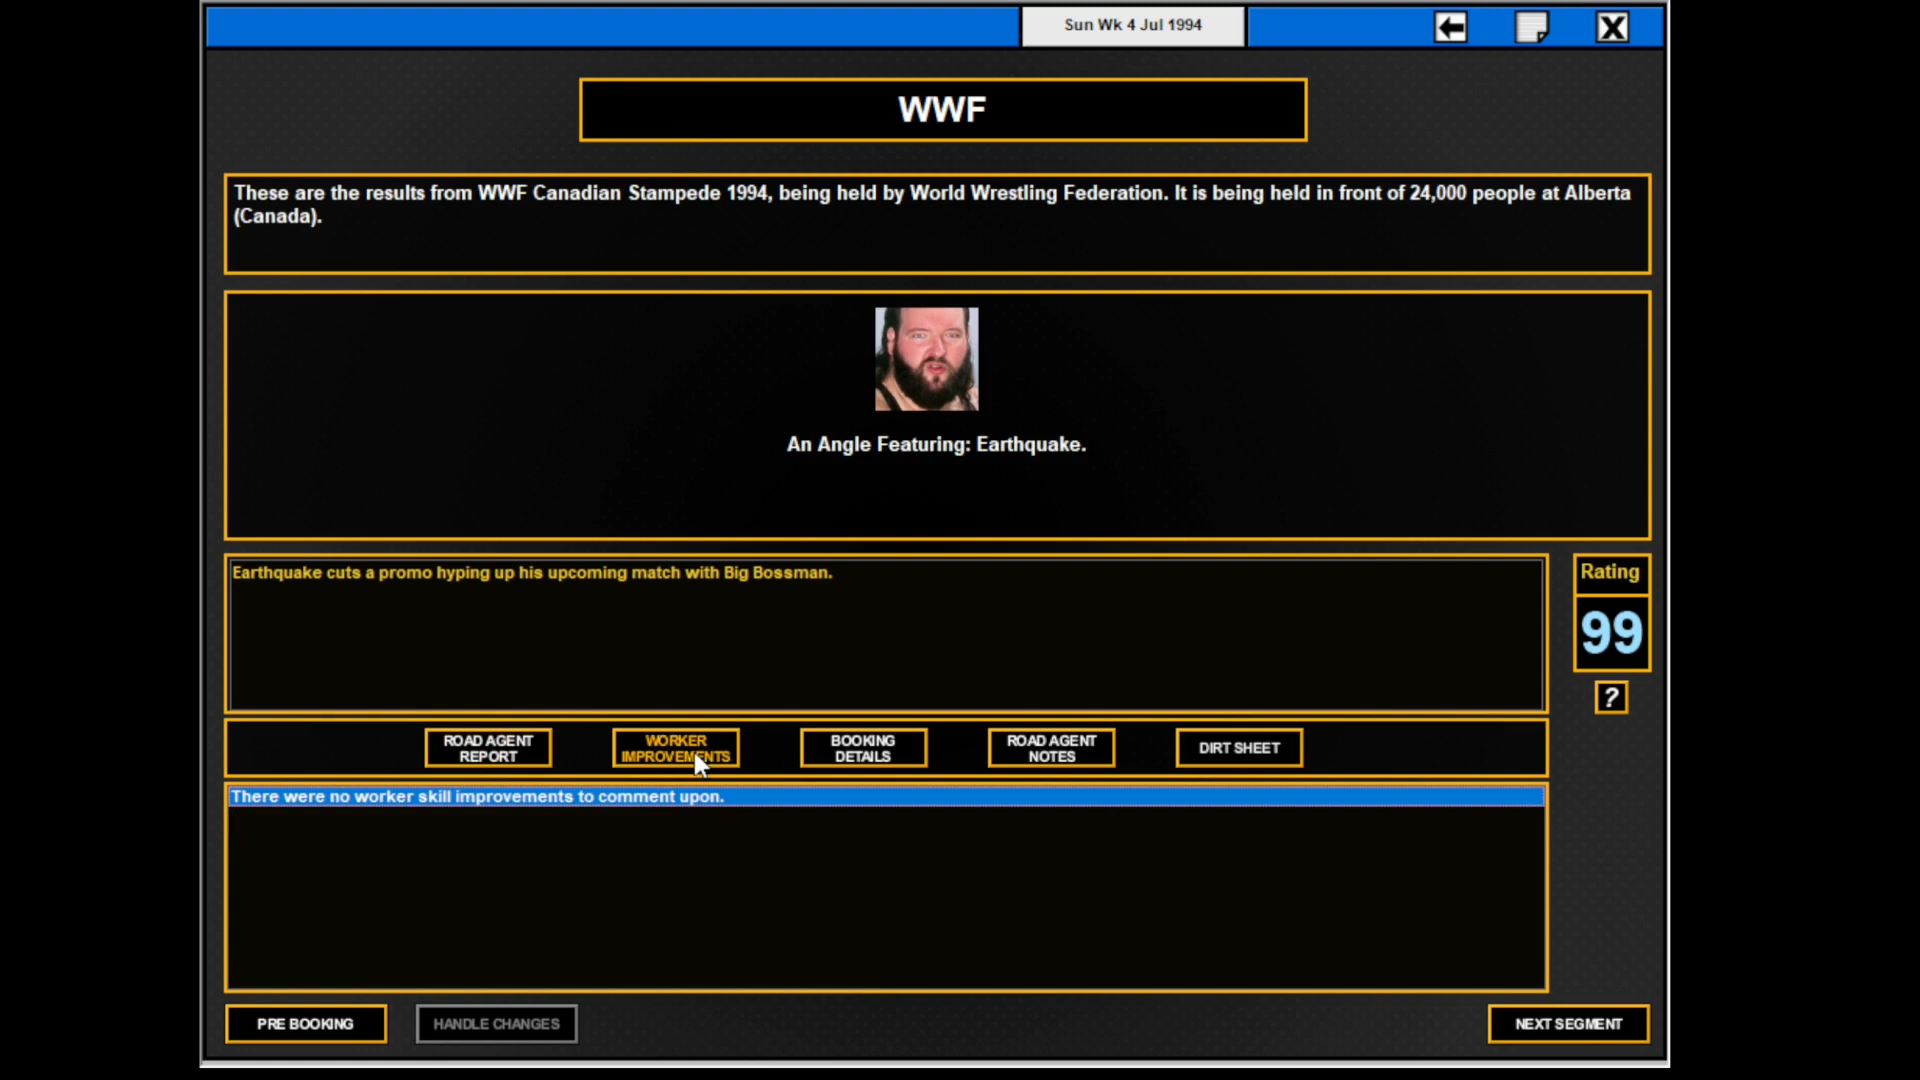 Sun Wk 4 Jul 1994
WWF
These are the results from WWF Canadian Stampede 1994, being held by World Wrestling Federation. It is being held in front of 24,000 people at Alberta
(Canada).
An Angle Featuring: Earthquake.
Earthquake cuts a promo hyping up his upcoming match with Big Bossman.
Rating
99
?
ROAD AGENT
REPORT
WORKER
IMPROVEMENTS
BOOKING
DETAILS
ROAD AGENT
NOTES
DIRT SHEET
There were no worker skill improvements to comment upon.
PRE BOOKING
HANDLE CHANGES
NEXT SEGMENT